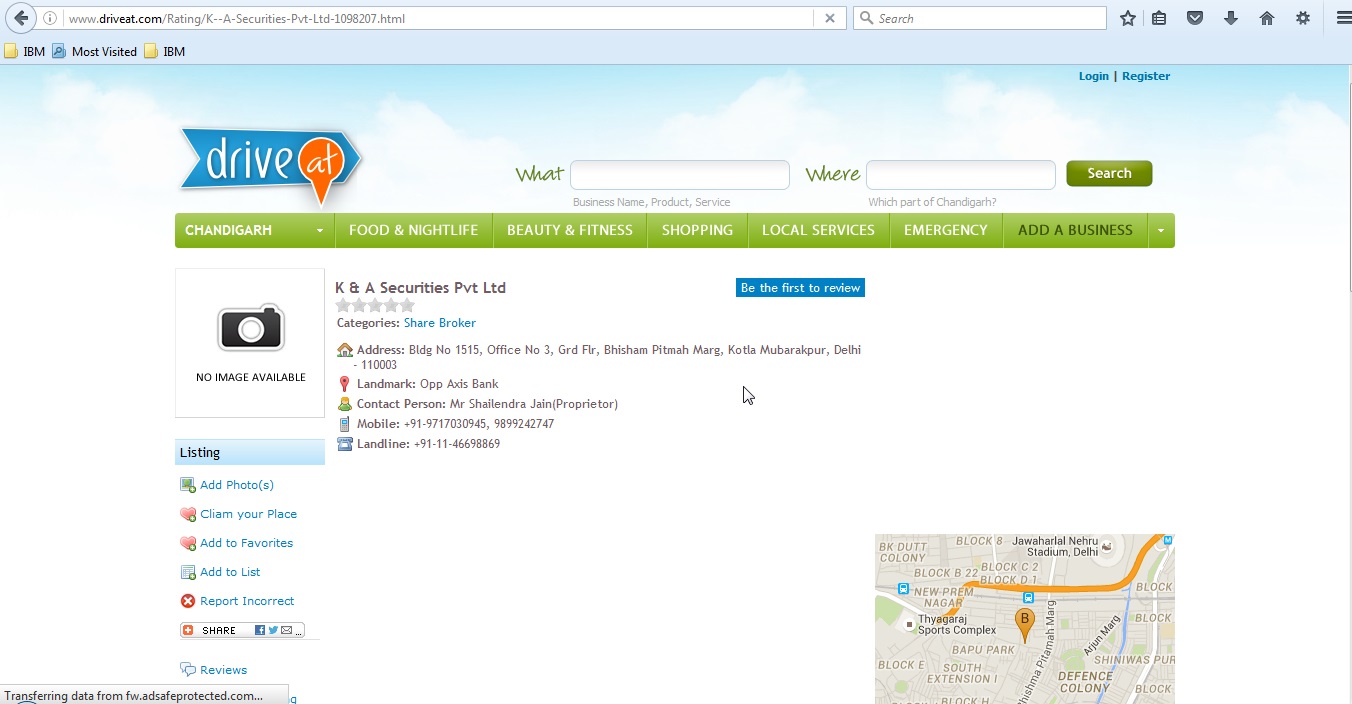 www.driveat.com/Rating/K--A-Securities-Pvt-Ltd-1098207.html
Search
IBM Most Visited IBM
Login | Register
drive at
What
Where
Search
Business Name, Product, Service
Which part of Chandigarh?
CHANDIGARH FOOD & NIGHTLIFE BEAUTY & FITNESS SHOPPING LOCAL SERVICES EMERGENCY ADD A BUSINESS
NO IMAGE AVAILABLE
K & A Securities Pvt Ltd
Be the first to review
Categories: Share Broker
Address: Bldg No 1515, Office No 3, Grd Flr, Bhisham Pitmah Marg, Kotla Mubarakpur, Delhi
- 110003
Landmark: Opp Axis Bank
Contact Person: Mr Shailendra Jain(Proprietor)
Mobile: +91-9717030945, 9899242747
Landline: +91-11-46698869
Listing
Add Photo(s)
Cliam your Place
Add to Favorites
Add to List
Report Incorrect
SHARE ...
Reviews
Transferring data from fw.adsafeprotected.com...
BK DUTT
COLONY
BLOCK 8
Jawaharlal Nehru
Stadium, Delhi
M
BLOCK C 2
BLOCK B 22
BLOCK D 1
BLOCK
NEW PREM
NAGAR
Thyagaraj
Sports Complex
B
BAPU PARK
Bhishma Pitamah Marg
Arjun Marg
BLOCK E
SOUTH
EXTENSION I
SHINIWAS PUR
DEFENCE
COLONY
BLOCK
BLOCK